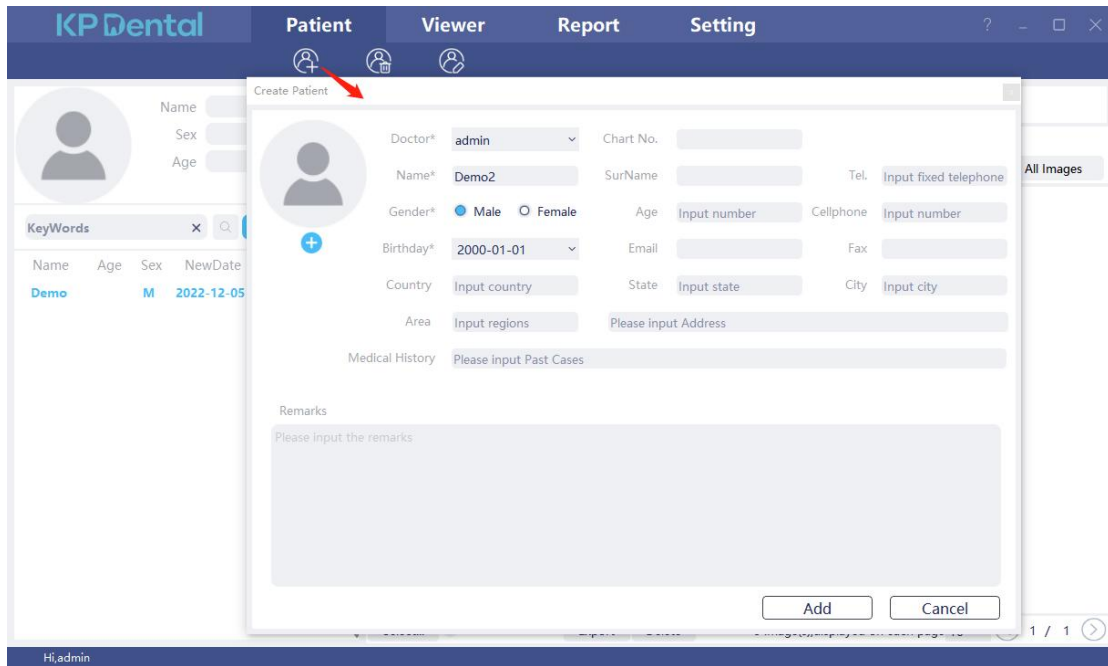 KP Dental Patient Viewer Report Setting ?
Create Patient
Name
Sex
Age
All Images
KeyWords
Name Age Sex NewDate
Demo M 2022-12-05
Doctor* admin Chart No.
Name* Demo2 SurName Tel. Input fixed telephone
Gender* Male Female Age Input number Cellphone Input number
Birthday* 2000-01-01 Email Fax
Country Input country State Input state City Input city
Area Input regions Please input Address
Medical History Please input Past Cases
Remarks
Please input the remarks
Add Cancel
1 / 1
Hi,admin